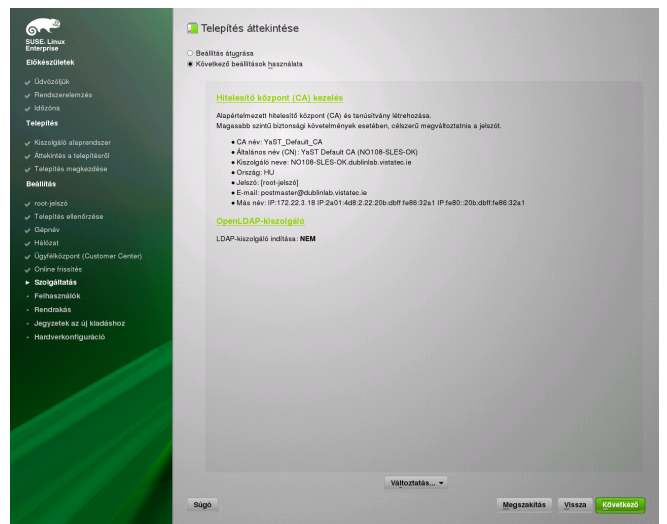 SUSE. Linux
Enterprise
Előkészületek
Üdvözöljük
Rendszerelemzés
Időzóna
Telepítés
Kiszolgáló alaprendszer
Áttekintés a telepítésről
Telepítés megkezdése
Beállítás
root-jelszó
Telepítés ellenőrzése
Gépnév
Hálózat
Ügyfélközpont (Customer Center)
Online frissítés
Szolgáltatás
Felhasználók
Rendrakás
Jegyzetek az új kiadáshoz
Hardverkonfiguráció
Telepítés áttekintése
Beállítás átugrása
Következő beállítások használata
Hitelesítő központ (CA) kezelés
Alapértelmezett hitelesítő központ (CA) és tanúsítvány létrehozása.
Magasabb szintű biztonsági követelmények esetében, célszerű megváltoztatnia a jelszót.
• CA név: YaST_Default_CA
• Általános név (CN): YaST Default CA (NO108-SLES-OK)
• Kiszolgáló neve: NO108-SLES-OK.dublinlab.vistatec.ie
• Ország: HU
• Jelszó: [root-jelszó]
• E-mail: postmaster@dublinlab.vistatec.ie
• Más név: IP:172.22.3.18 IP:2a01:4d8:2:22:20b:dbff:fe86:32a1 IP:fe80::20b:dbff:fe86:32a1
OpenLDAP-kiszolgáló
LDAP-kiszolgáló indítása: NEM
Változtatás...
Súgó
Megszakítás
Vissza
Következő